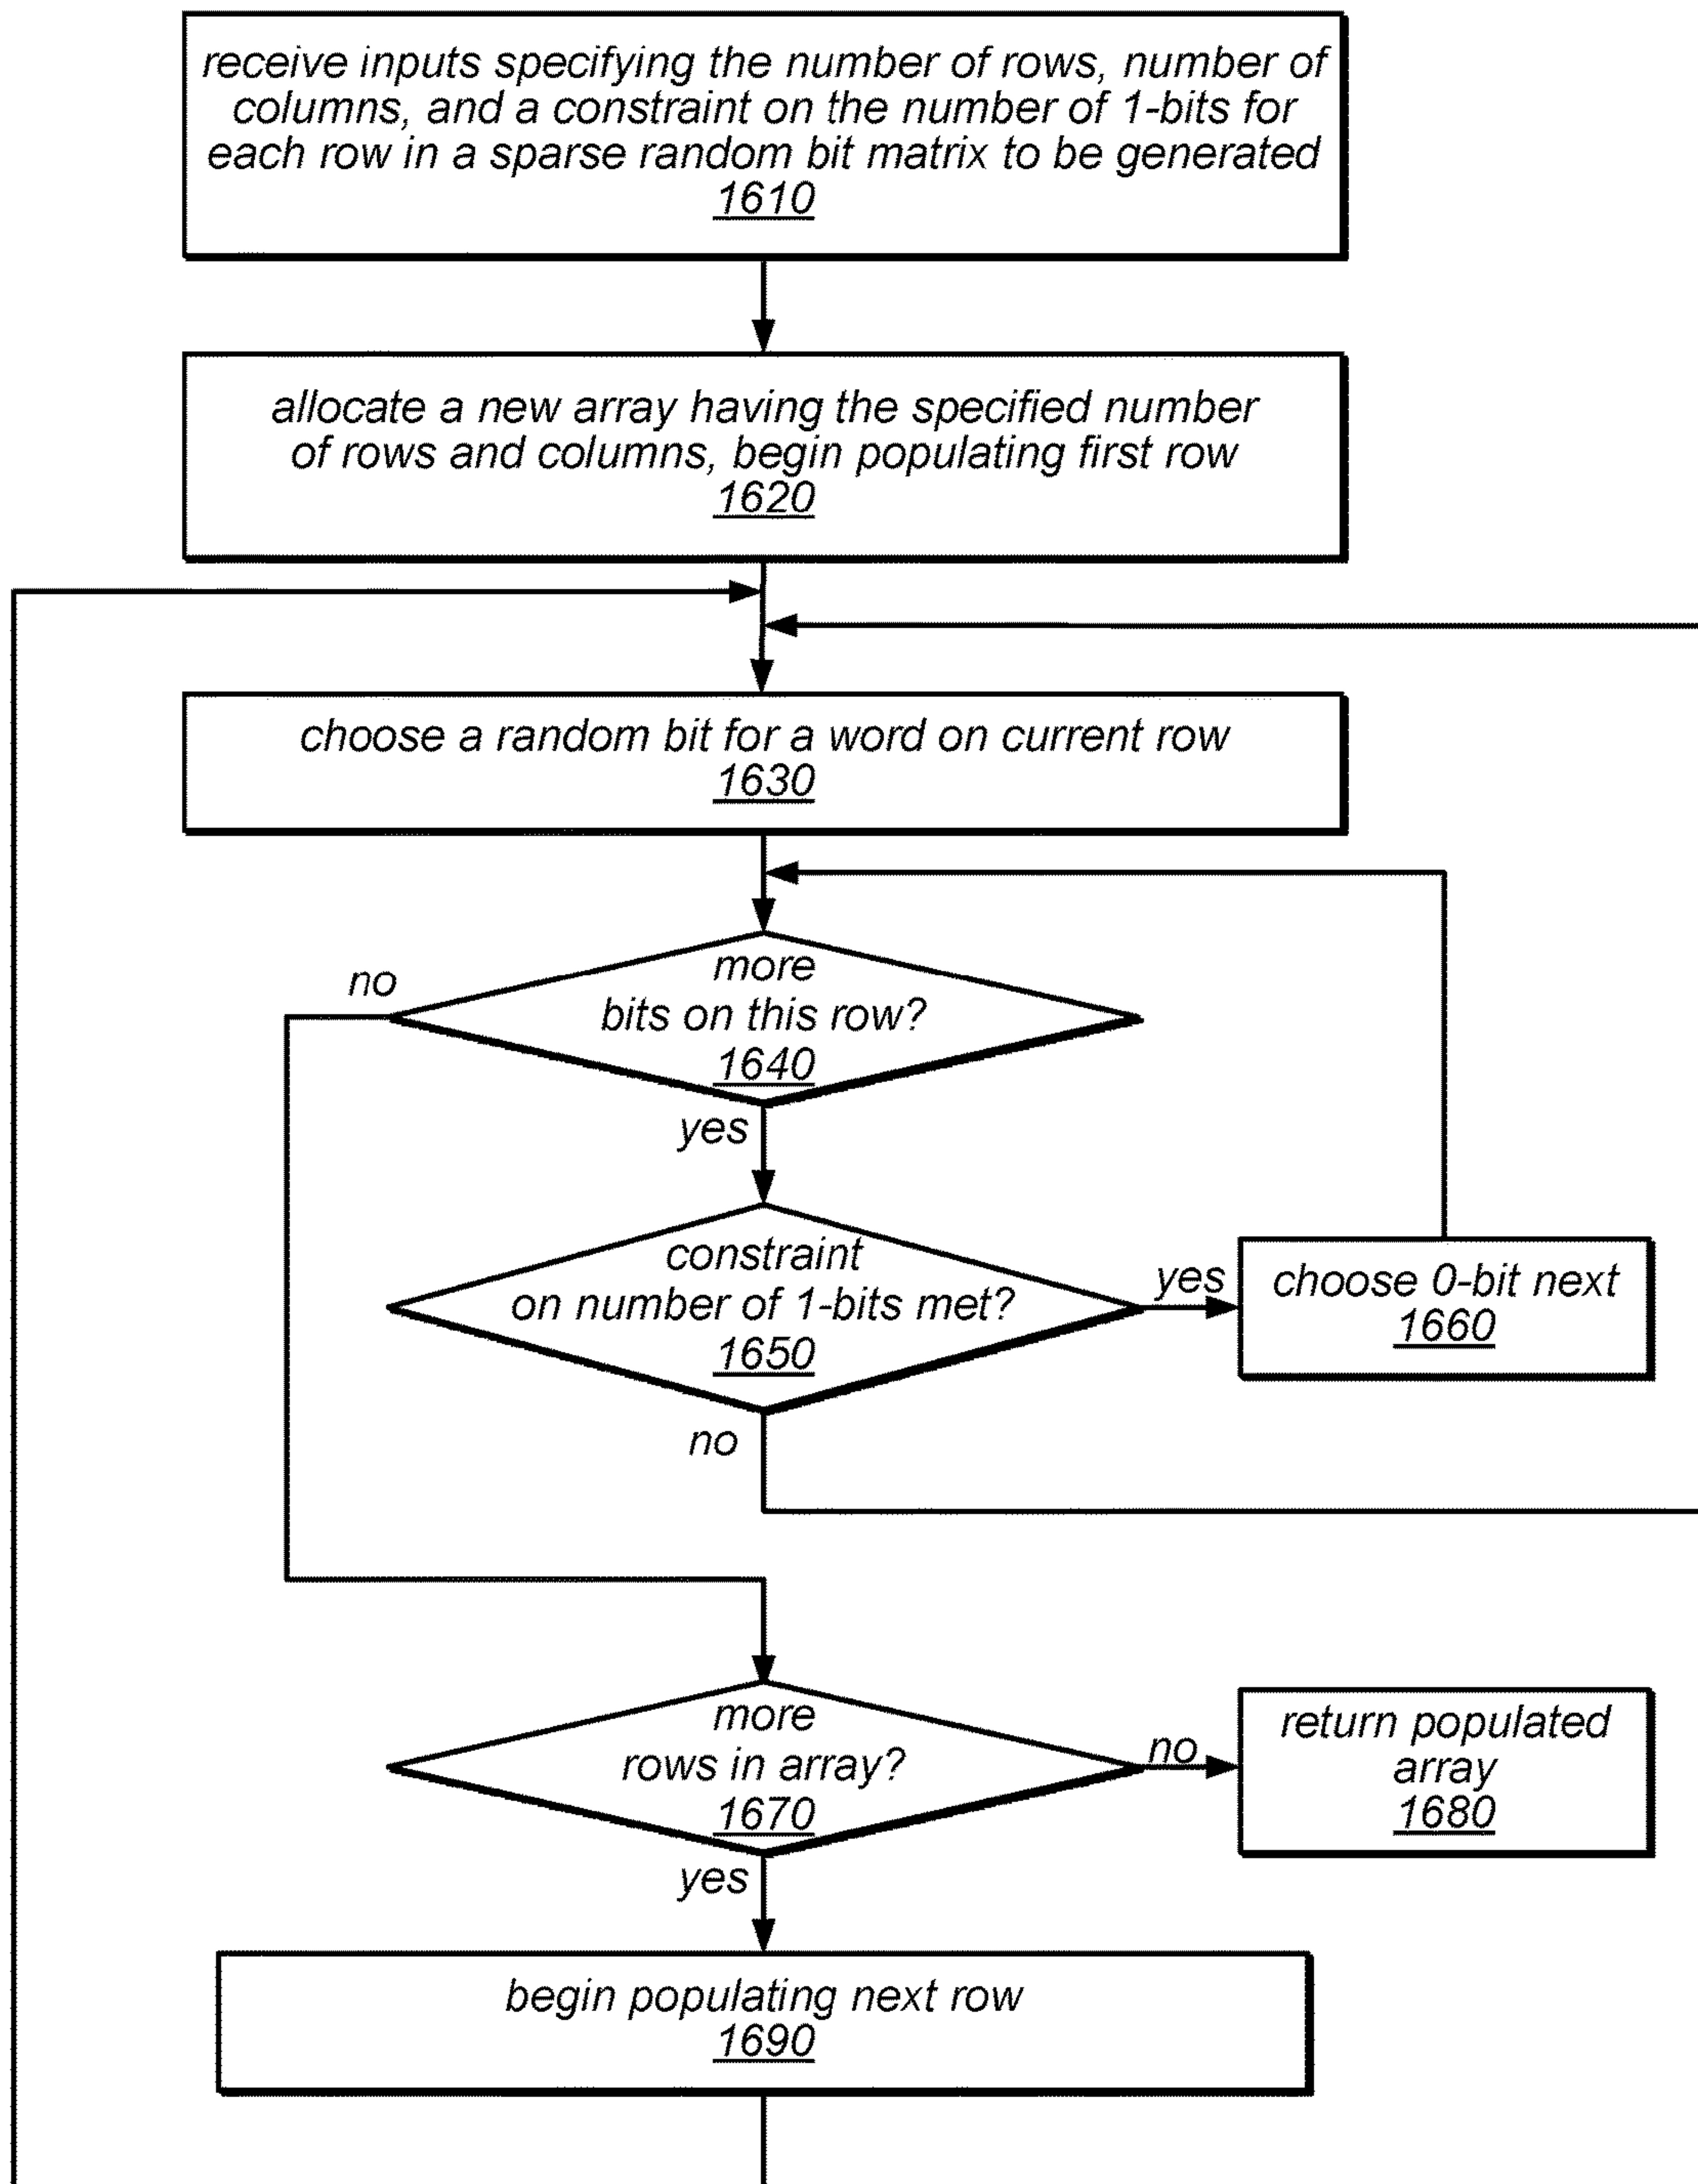 receive inputs specifying the number of rows, number of
columns, and a constraint on the number of 1-bits for
each row in a sparse random bit matrix to be generated
1610
allocate a new array having the specified number
of rows and columns, begin populating first row
1620
choose a random bit for a word on current row
1630
no
more
bits on this row?
1640
yes
constraint
on number of 1-bits met?
1650
yes
choose 0-bit next
1660
no
more
rows in array?
1670
no
return populated
array
1680
yes
begin populating next row
1690